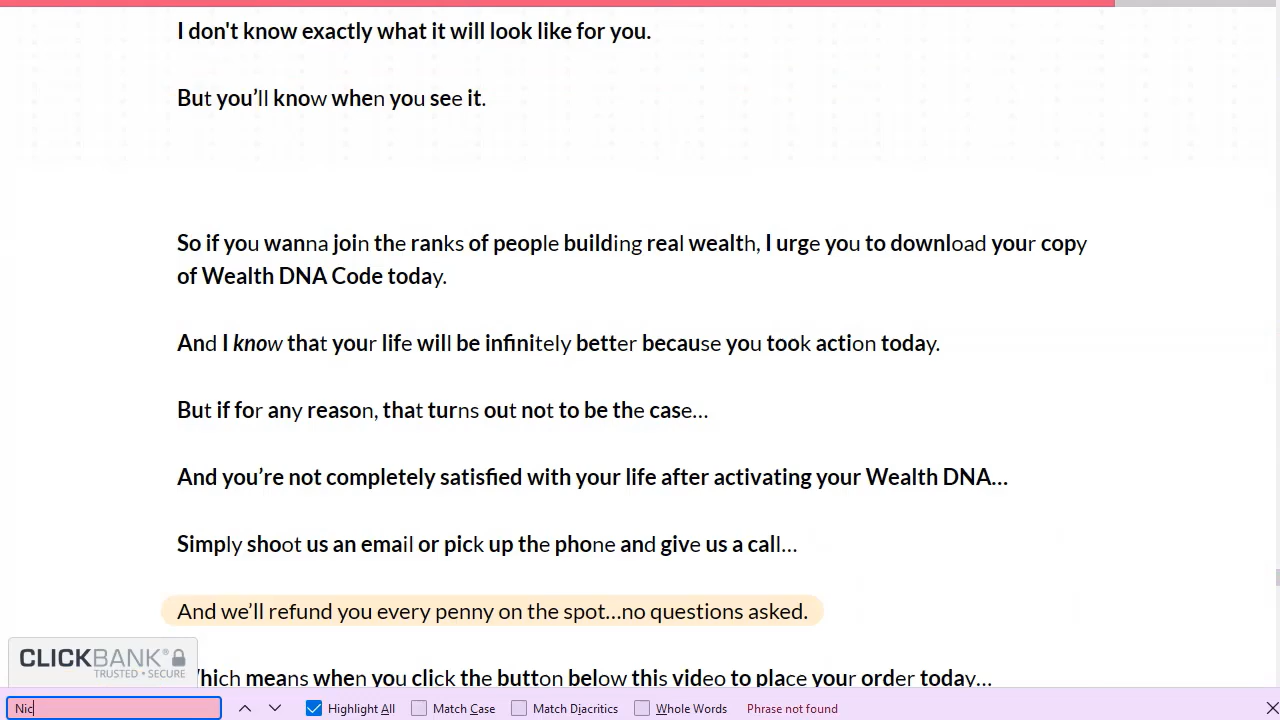 I don't know exactly what it will look like for you.
But you’ll know when you see it.
So if you wanna join the ranks of people building real wealth, I urge you to download your copy
of Wealth DNA Code today.
And I know that your life will be infinitely better because you took action today.
But if for any reason, that turns out not to be the case…
And you’re not completely satisfied with your life after activating your Wealth DNA…
Simply shoot us an email or pick up the phone and give us a call…
And we’ll refund you every penny on the spot…no questions asked.
Which means when you click the button below this video to place your order today…
CLICKBANK®
TRUSTED • SECURE
Nic
Highlight All
Match Case
Match Diacritics
Whole Words
Phrase not found